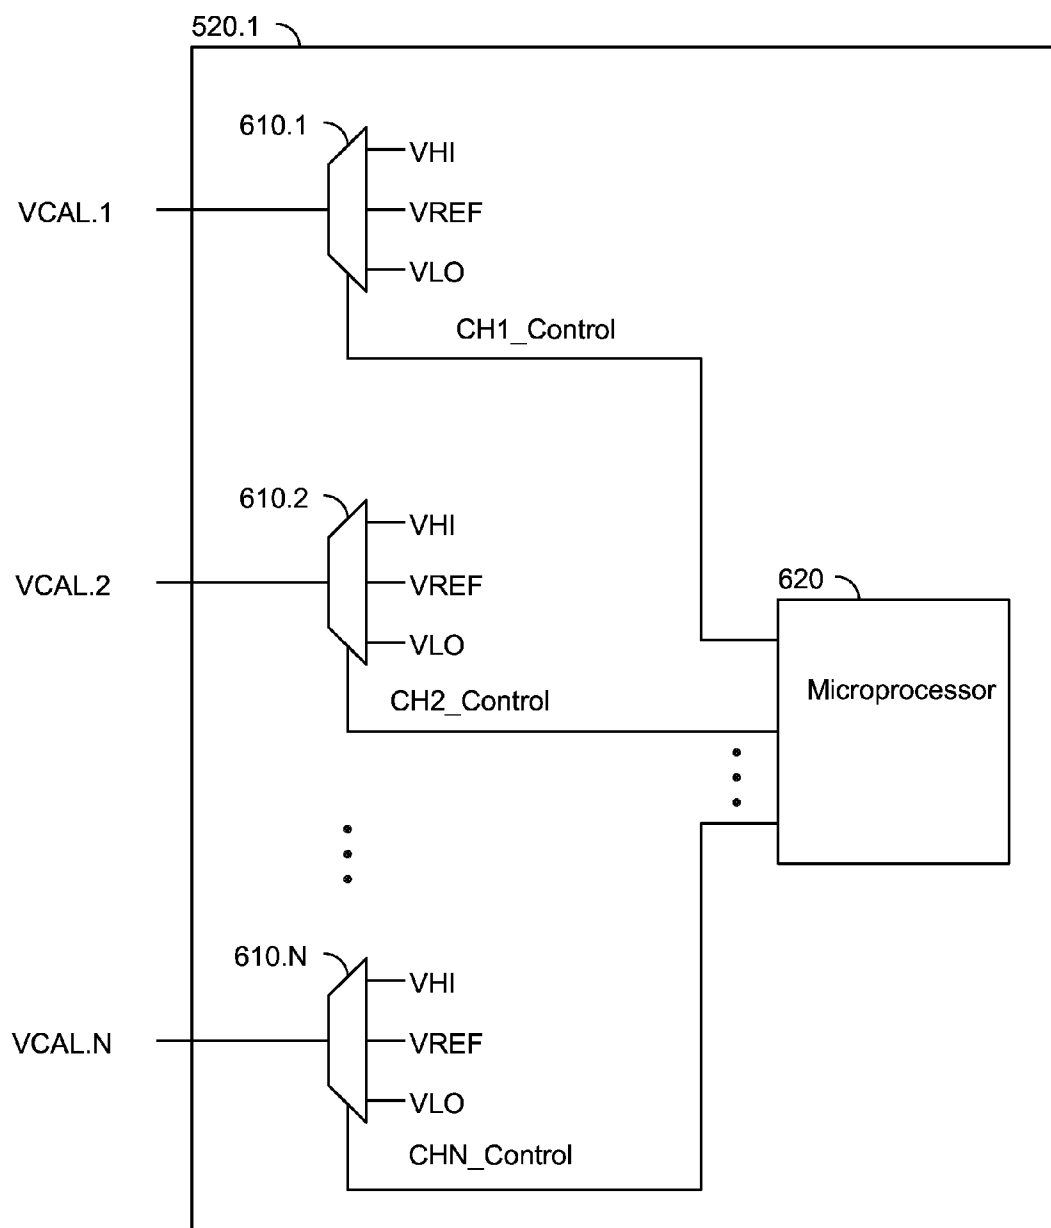 520.1
610.1
VHI
VCAL.1
VREF
VLO
CH1_Control
610.2
VHI
VCAL.2
VREF
620
VLO
Microprocessor
CH2_Control
610.N
VHI
VCAL.N
VREF
VLO
CHN_Control